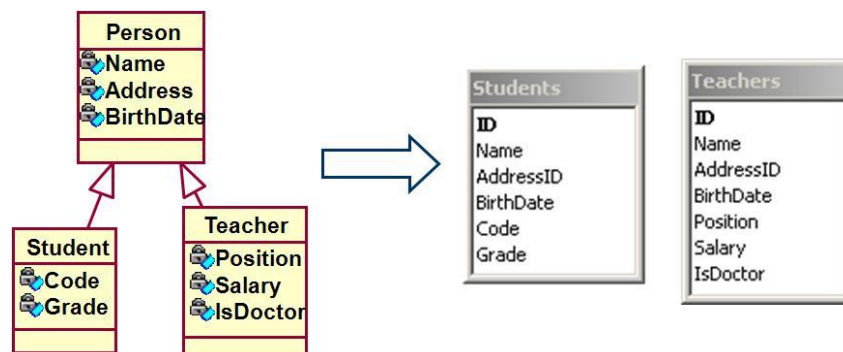 Person
Name
Address
BirthDate
Student
Code
Grade
Teacher
Position
Salary
IsDoctor
Students
ID
Name
AddressID
BirthDate
Code
Grade
Teachers
ID
Name
AddressID
BirthDate
Position
Salary
IsDoctor